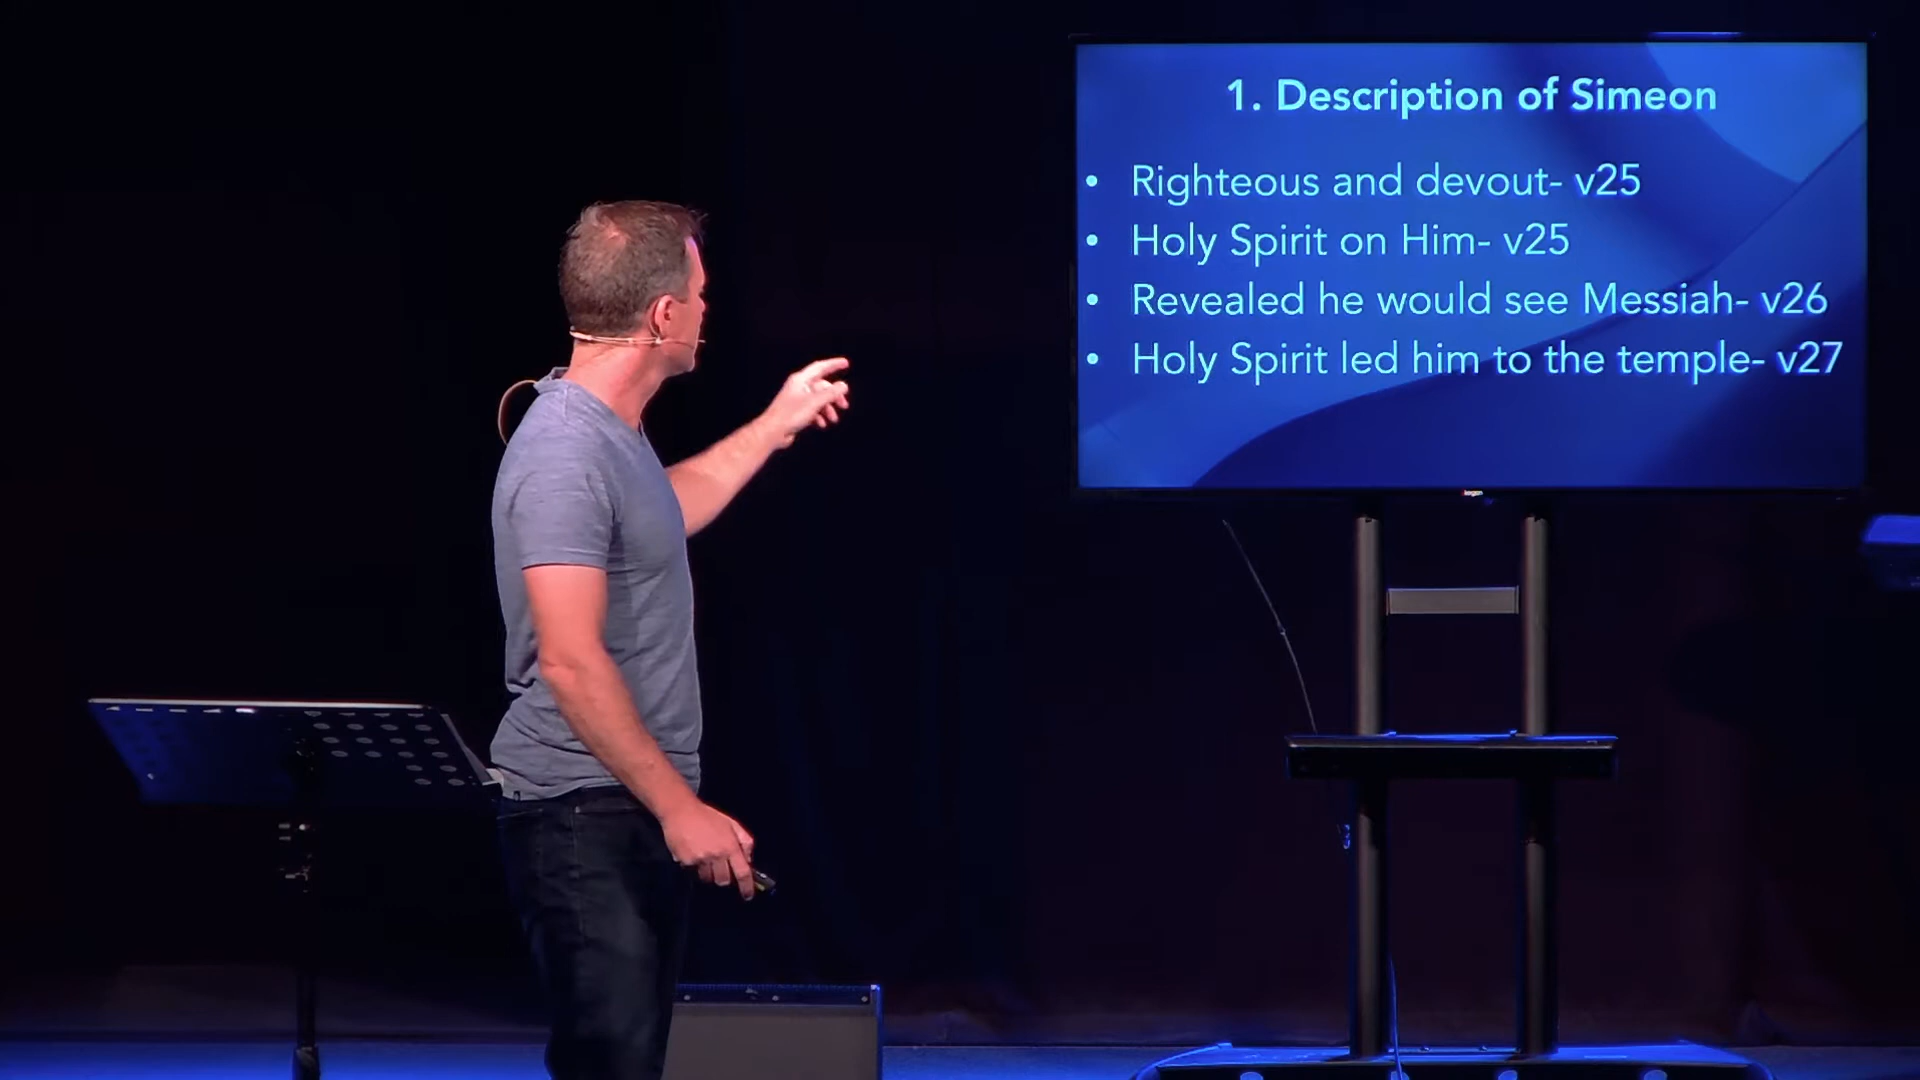 1. Description of Simeon
• Righteous and devout- v25
• Holy Spirit on Him- v25
• Revealed he would see Messiah- v26
• Holy Spirit led him to the temple- v27
kogan